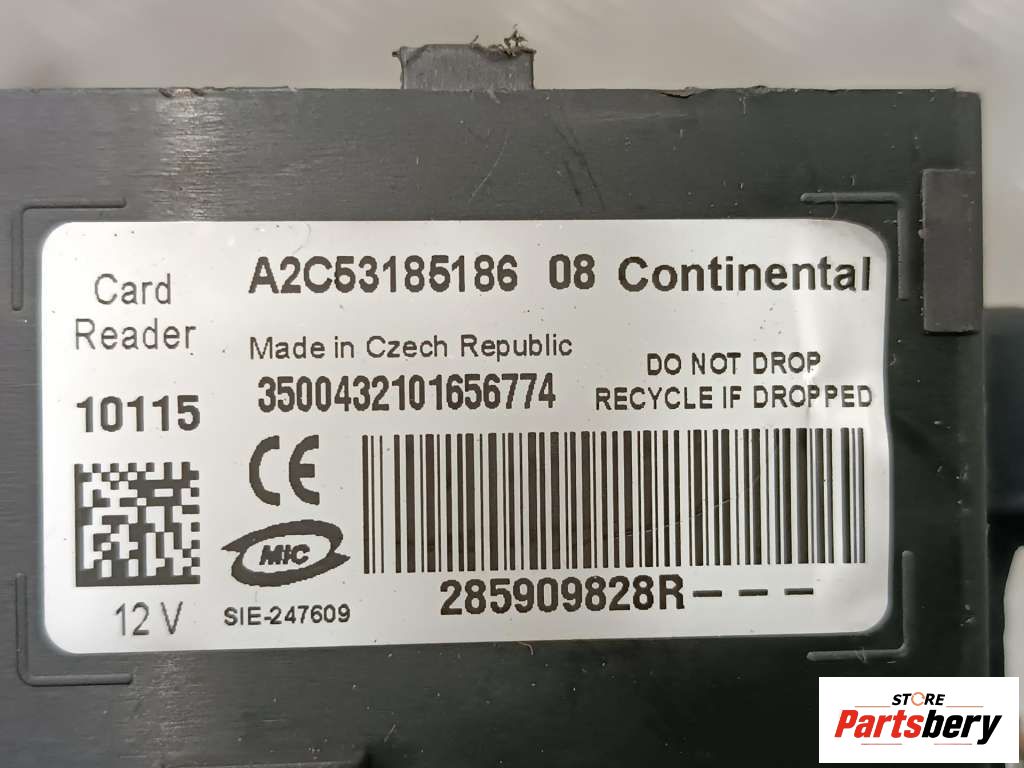 A2C53185186 08 Continental
Card
Reader
Made in Czech Republic
3500432101656774
DO NOT DROP
RECYCLE IF DROPPED
10115
CE
MIC
12 V
SIE-247609
285909828R---
STORE
Partsbery